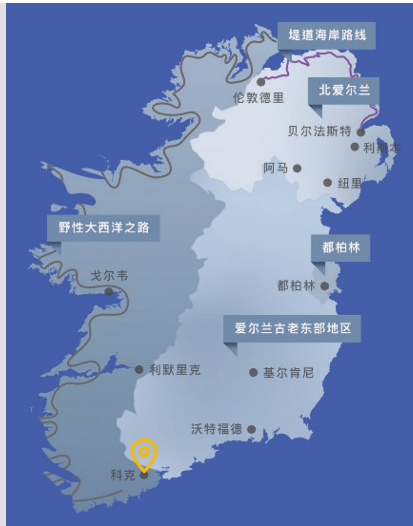 堤道海岸路线
北爱尔兰
伦敦德里
贝尔法斯特
利斯本
阿马
纽里
野性大西洋之路
都柏林
戈尔韦
都柏林
爱尔兰古老东部地区
利默里克
基尔肯尼
沃特福德
科克